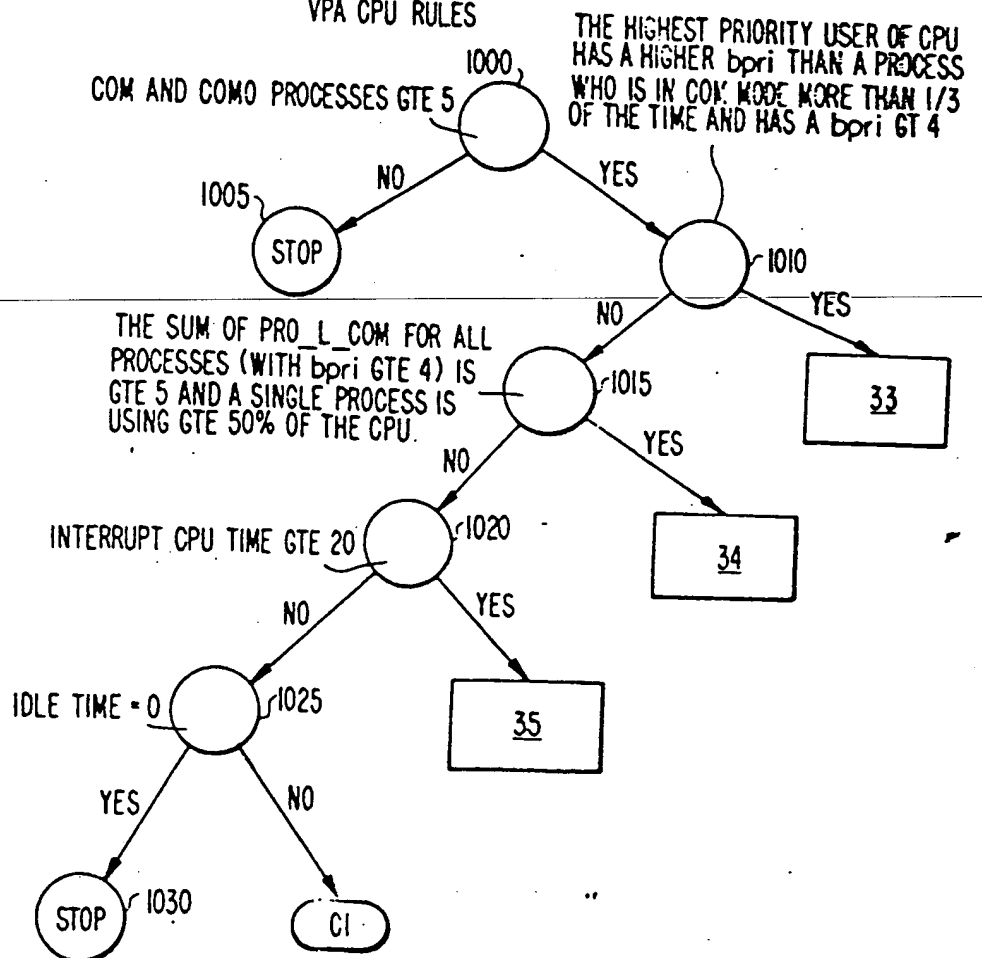 VPA CPU RULES
THE HIGHEST PRIORITY USER OF CPU
HAS A HIGHER bpri THAN A PROCESS
WHO IS IN COM MODE MORE THAN 1/3
OF THE TIME AND HAS A bpri GT 4
1000
COM AND COMO PROCESSES GTE 5
NO
YES
1005
STOP
1010
NO
YES
THE SUM OF PRO_L_COM FOR ALL
PROCESSES (WITH bpri GTE 4) IS
GTE 5 AND A SINGLE PROCESS IS
USING GTE 50% OF THE CPU.
1015
33
NO
YES
INTERRUPT CPU TIME GTE 20
1020
34
NO
YES
IDLE TIME = 0
1025
35
YES
NO
STOP
1030
C1